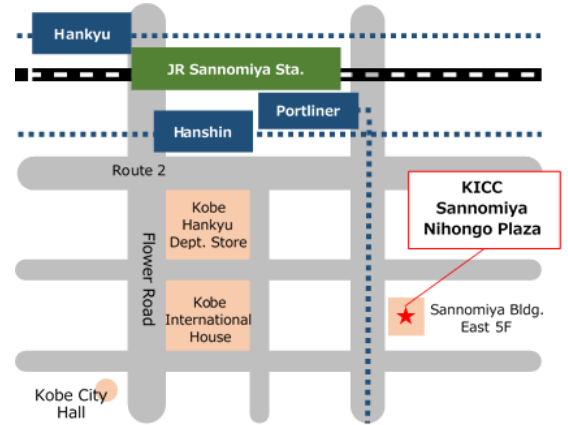 Hankyu
JR Sannomiya Sta.
Portliner
Hanshin
Route 2
KICC
Sannomiya
Nihongo Plaza
Kobe
Hankyu
Dept. Store
Flower Road
Kobe
International
House
Sannomiya Bldg.
East 5F
Kobe City
Hall